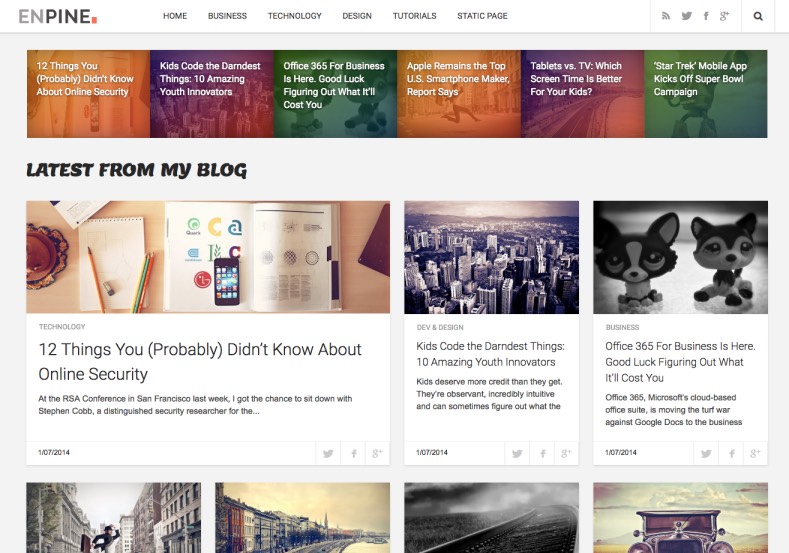 ENPINE.
HOME BUSINESS TECHNOLOGY DESIGN TUTORIALS STATIC PAGE
12 Things You
(Probably) Didn't Know
About Online Security
Kids Code the Darndest
Things: 10 Amazing
Youth Innovators
Office 365 For Business
Is Here. Good Luck
Figuring Out What It'll
Cost You
Apple Remains the Top
U.S. Smartphone Maker,
Report Says
Tablets vs. TV: Which
Screen Time Is Better
For Your Kids?
'Star Trek' Mobile App
Kicks Off Super Bowl
Campaign
LATEST FROM MY BLOG
Quark
LG
TECHNOLOGY
12 Things You (Probably) Didn't Know About
Online Security
At the RSA Conference in San Francisco last week, I got the chance to sit down with
Stephen Cobb, a distinguished security researcher for the...
1/07/2014
DEV & DESIGN
Kids Code the Darndest Things:
10 Amazing Youth Innovators
Kids deserve more credit than they get.
They're observant, incredibly intuitive
and can sometimes figure out what the
1/07/2014
BUSINESS
Office 365 For Business Is Here.
Good Luck Figuring Out What
It'll Cost You
Office 365, Microsoft's cloud-based
office suite, is moving the turf war
against Google Docs to the business
1/07/2014